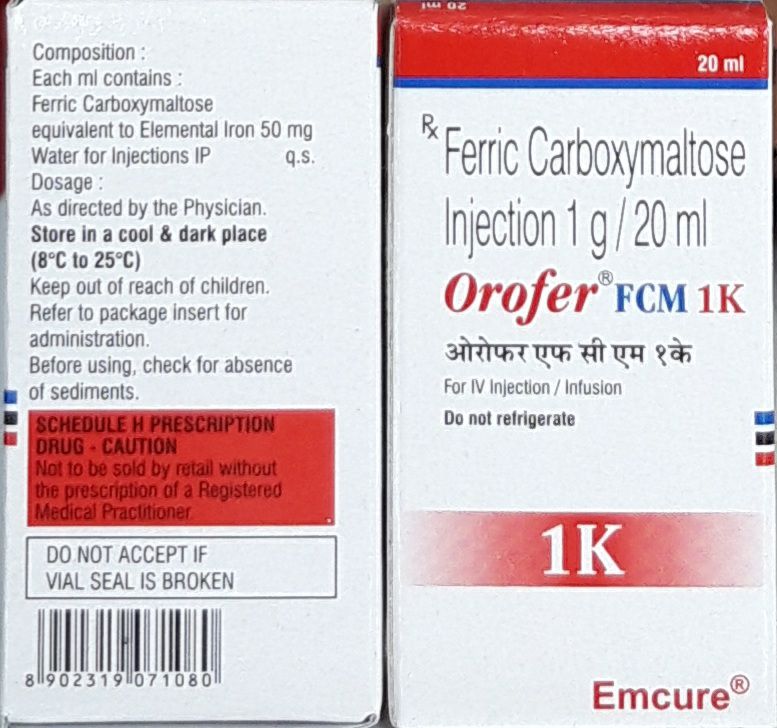 Composition :
Each ml contains :
Ferric Carboxymaltose
equivalent to Elemental Iron 50 mg
Water for Injections IP q.s.
Dosage :
As directed by the Physician.
Store in a cool & dark place
(8°C to 25°C)
Keep out of reach of children.
Refer to package insert for
administration.
Before using, check for absence
of sediments.
SCHEDULE H PRESCRIPTION
DRUG - CAUTION
Not to be sold by retail without
the prescription of a Registered
Medical Practitioner.
DO NOT ACCEPT IF
VIAL SEAL IS BROKEN
8 902319 071080
20 ml
20 ml
Rx Ferric Carboxymaltose
Injection 1 g / 20 ml
Orofer® FCM 1K
ओरोफर एफ सी एम १के
For IV Injection / Infusion
Do not refrigerate
1K
Emcure®